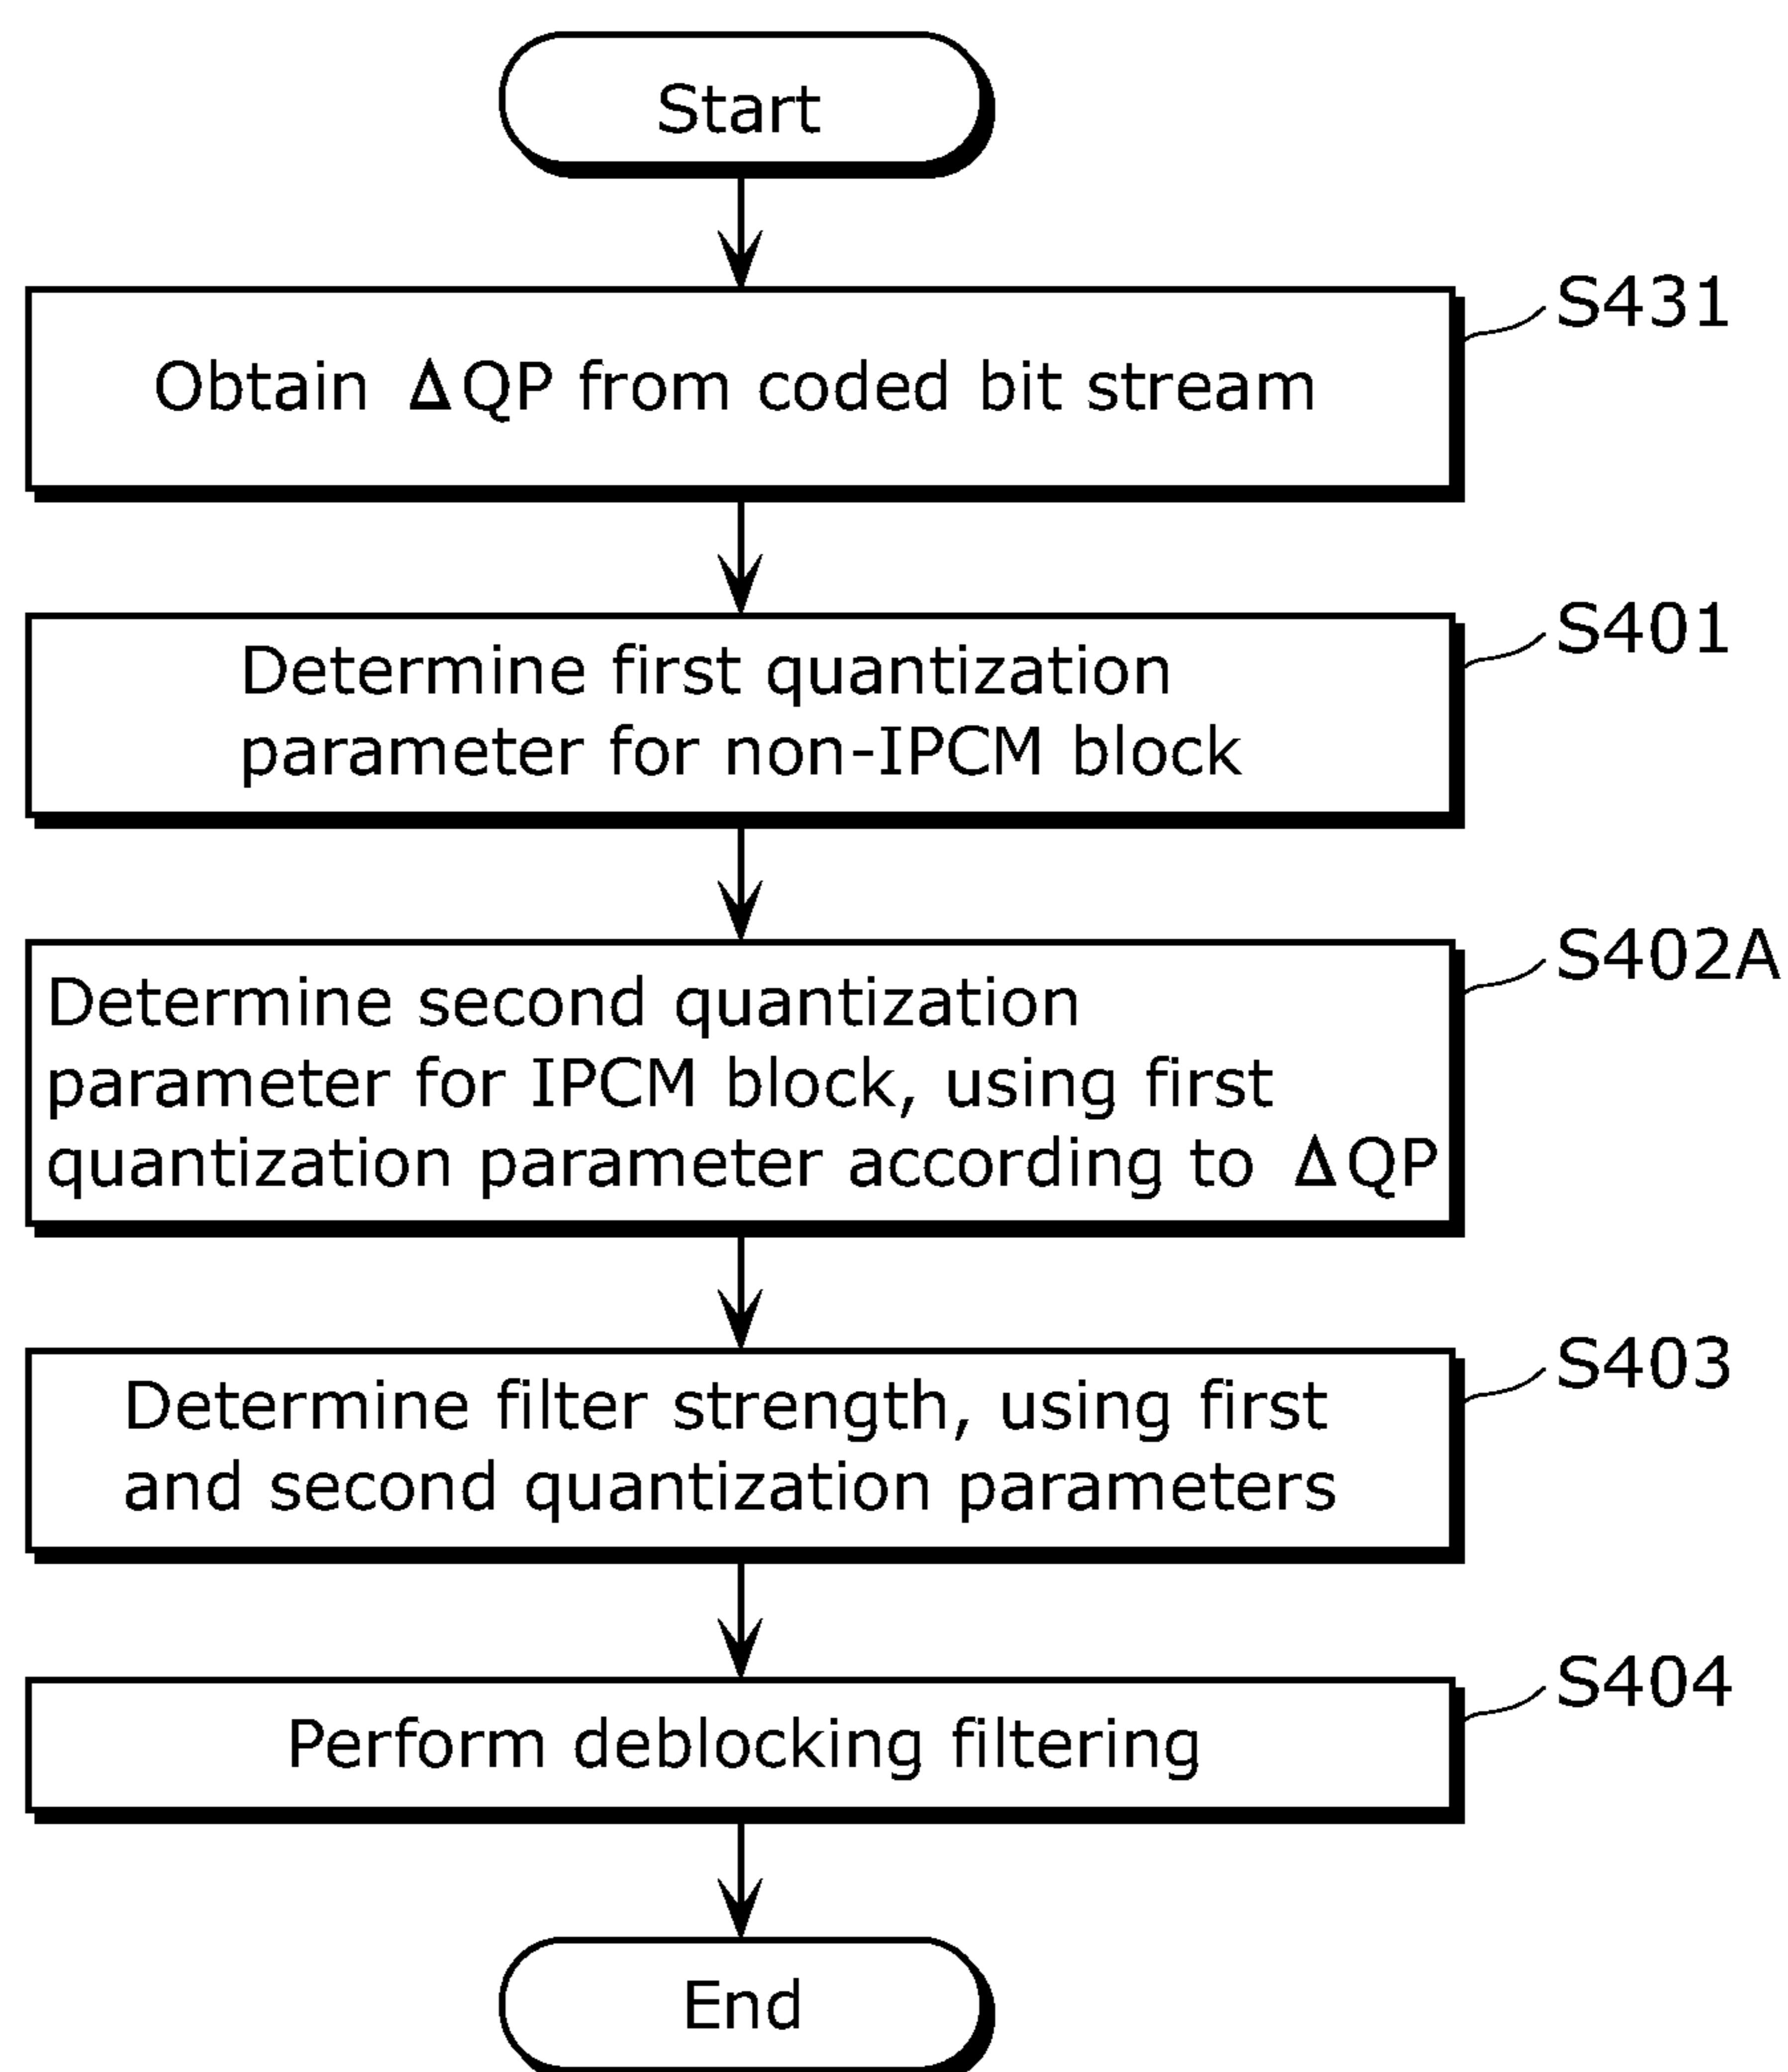 Start
S431
Obtain ΔQP from coded bit stream
S401
Determine first quantization
parameter for non-IPCM block
S402A
Determine second quantization
parameter for IPCM block, using first
quantization parameter according to ΔQP
S403
Determine filter strength, using first
and second quantization parameters
S404
Perform deblocking filtering
End